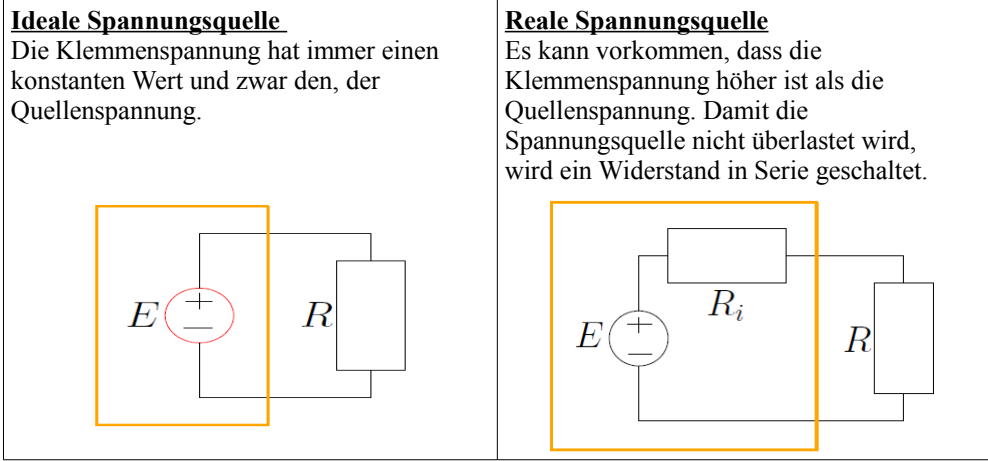 Ideale Spannungsquelle
Die Klemmenspannung hat immer einen
konstanten Wert und zwar den, der
Quellenspannung.
E
R
Reale Spannungsquelle
Es kann vorkommen, dass die
Klemmenspannung höher ist als die
Quellenspannung. Damit die
Spannungsquelle nicht überlastet wird,
wird ein Widerstand in Serie geschaltet.
R_i
E
R